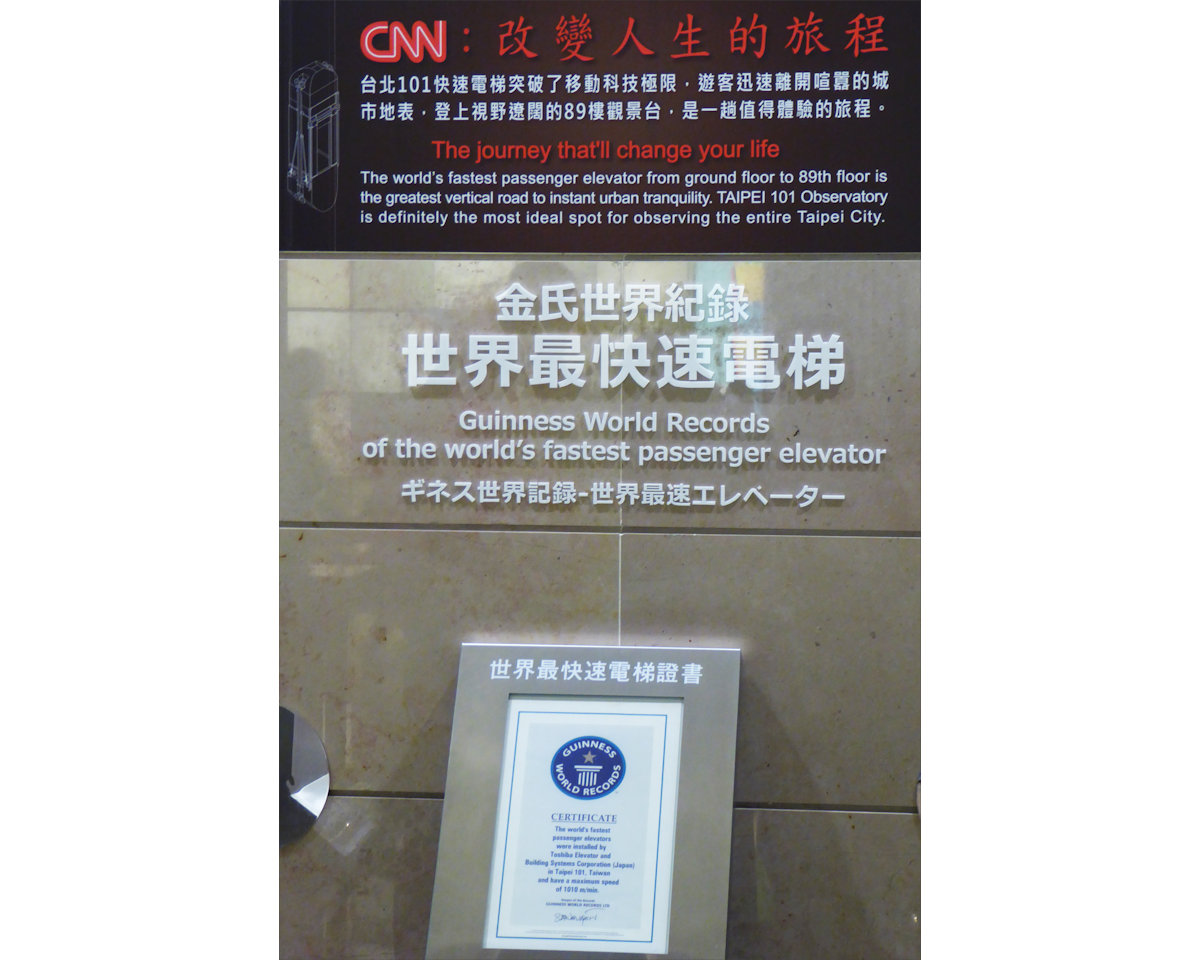 CNN：改變人生的旅程
台北101快速電梯突破了移動科技極限，遊客迅速離開喧囂的城
市地表，登上視野遼闊的89樓觀景台，是一趟值得體驗的旅程。
The journey that'll change your life
The world's fastest passenger elevator from ground floor to 89th floor is
the greatest vertical road to instant urban tranquility. TAIPEI 101 Observatory
is definitely the most ideal spot for observing the entire Taipei City.
金氏世界紀錄
世界最快速電梯
Guinness World Records
of the world's fastest passenger elevator
ギネス世界記録-世界最速エレベーター
世界最快速電梯證書
GUINNESS
WORLD RECORDS
CERTIFICATE
The world's fastest
passenger elevators
were installed by
Toshiba Elevator and
Building Systems Corporation (Japan)
in Taipei 101, Taiwan
and have a maximum speed
of 1010 m/min.
Keeper of the Records
GUINNESS WORLD RECORDS LTD